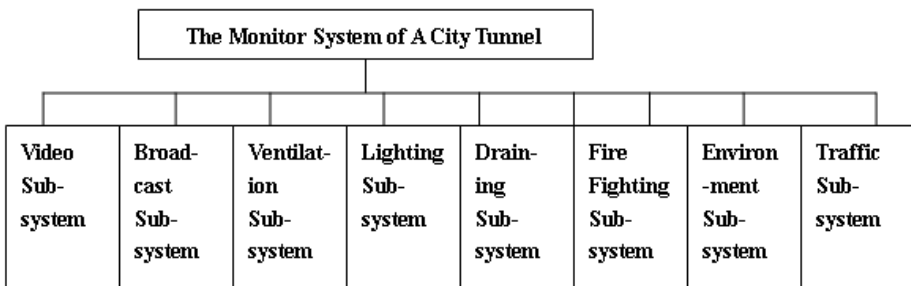 The Monitor System of A City Tunnel
Video
Sub-
system
Broad-
cast
Sub-
system
Ventilat-
ion
Sub-
system
Lighting
Sub-
system
Drain-
ing
Sub-
system
Fire
Fighting
Sub-
system
Environ
-ment
Sub-
system
Traffic
Sub-
system